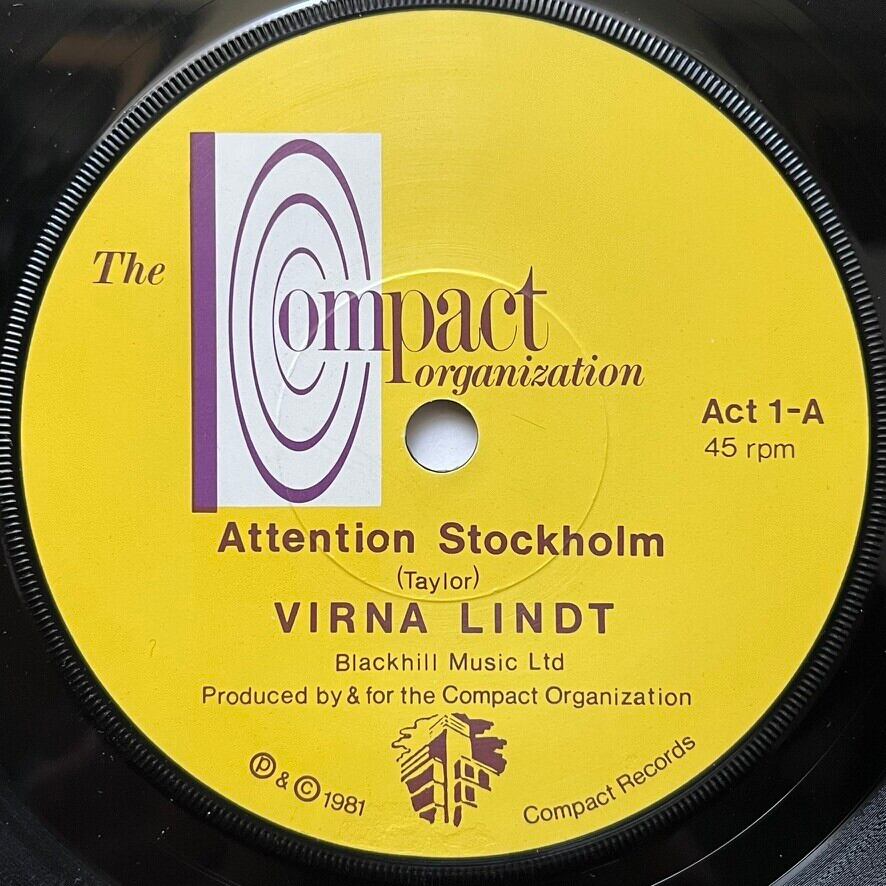 The Compact
organization
Act 1-A
45 rpm
Attention Stockholm
(Taylor)
VIRNA LINDT
Blackhill Music Ltd
Produced by & for the Compact Organization
℗ & © 1981
Compact Records